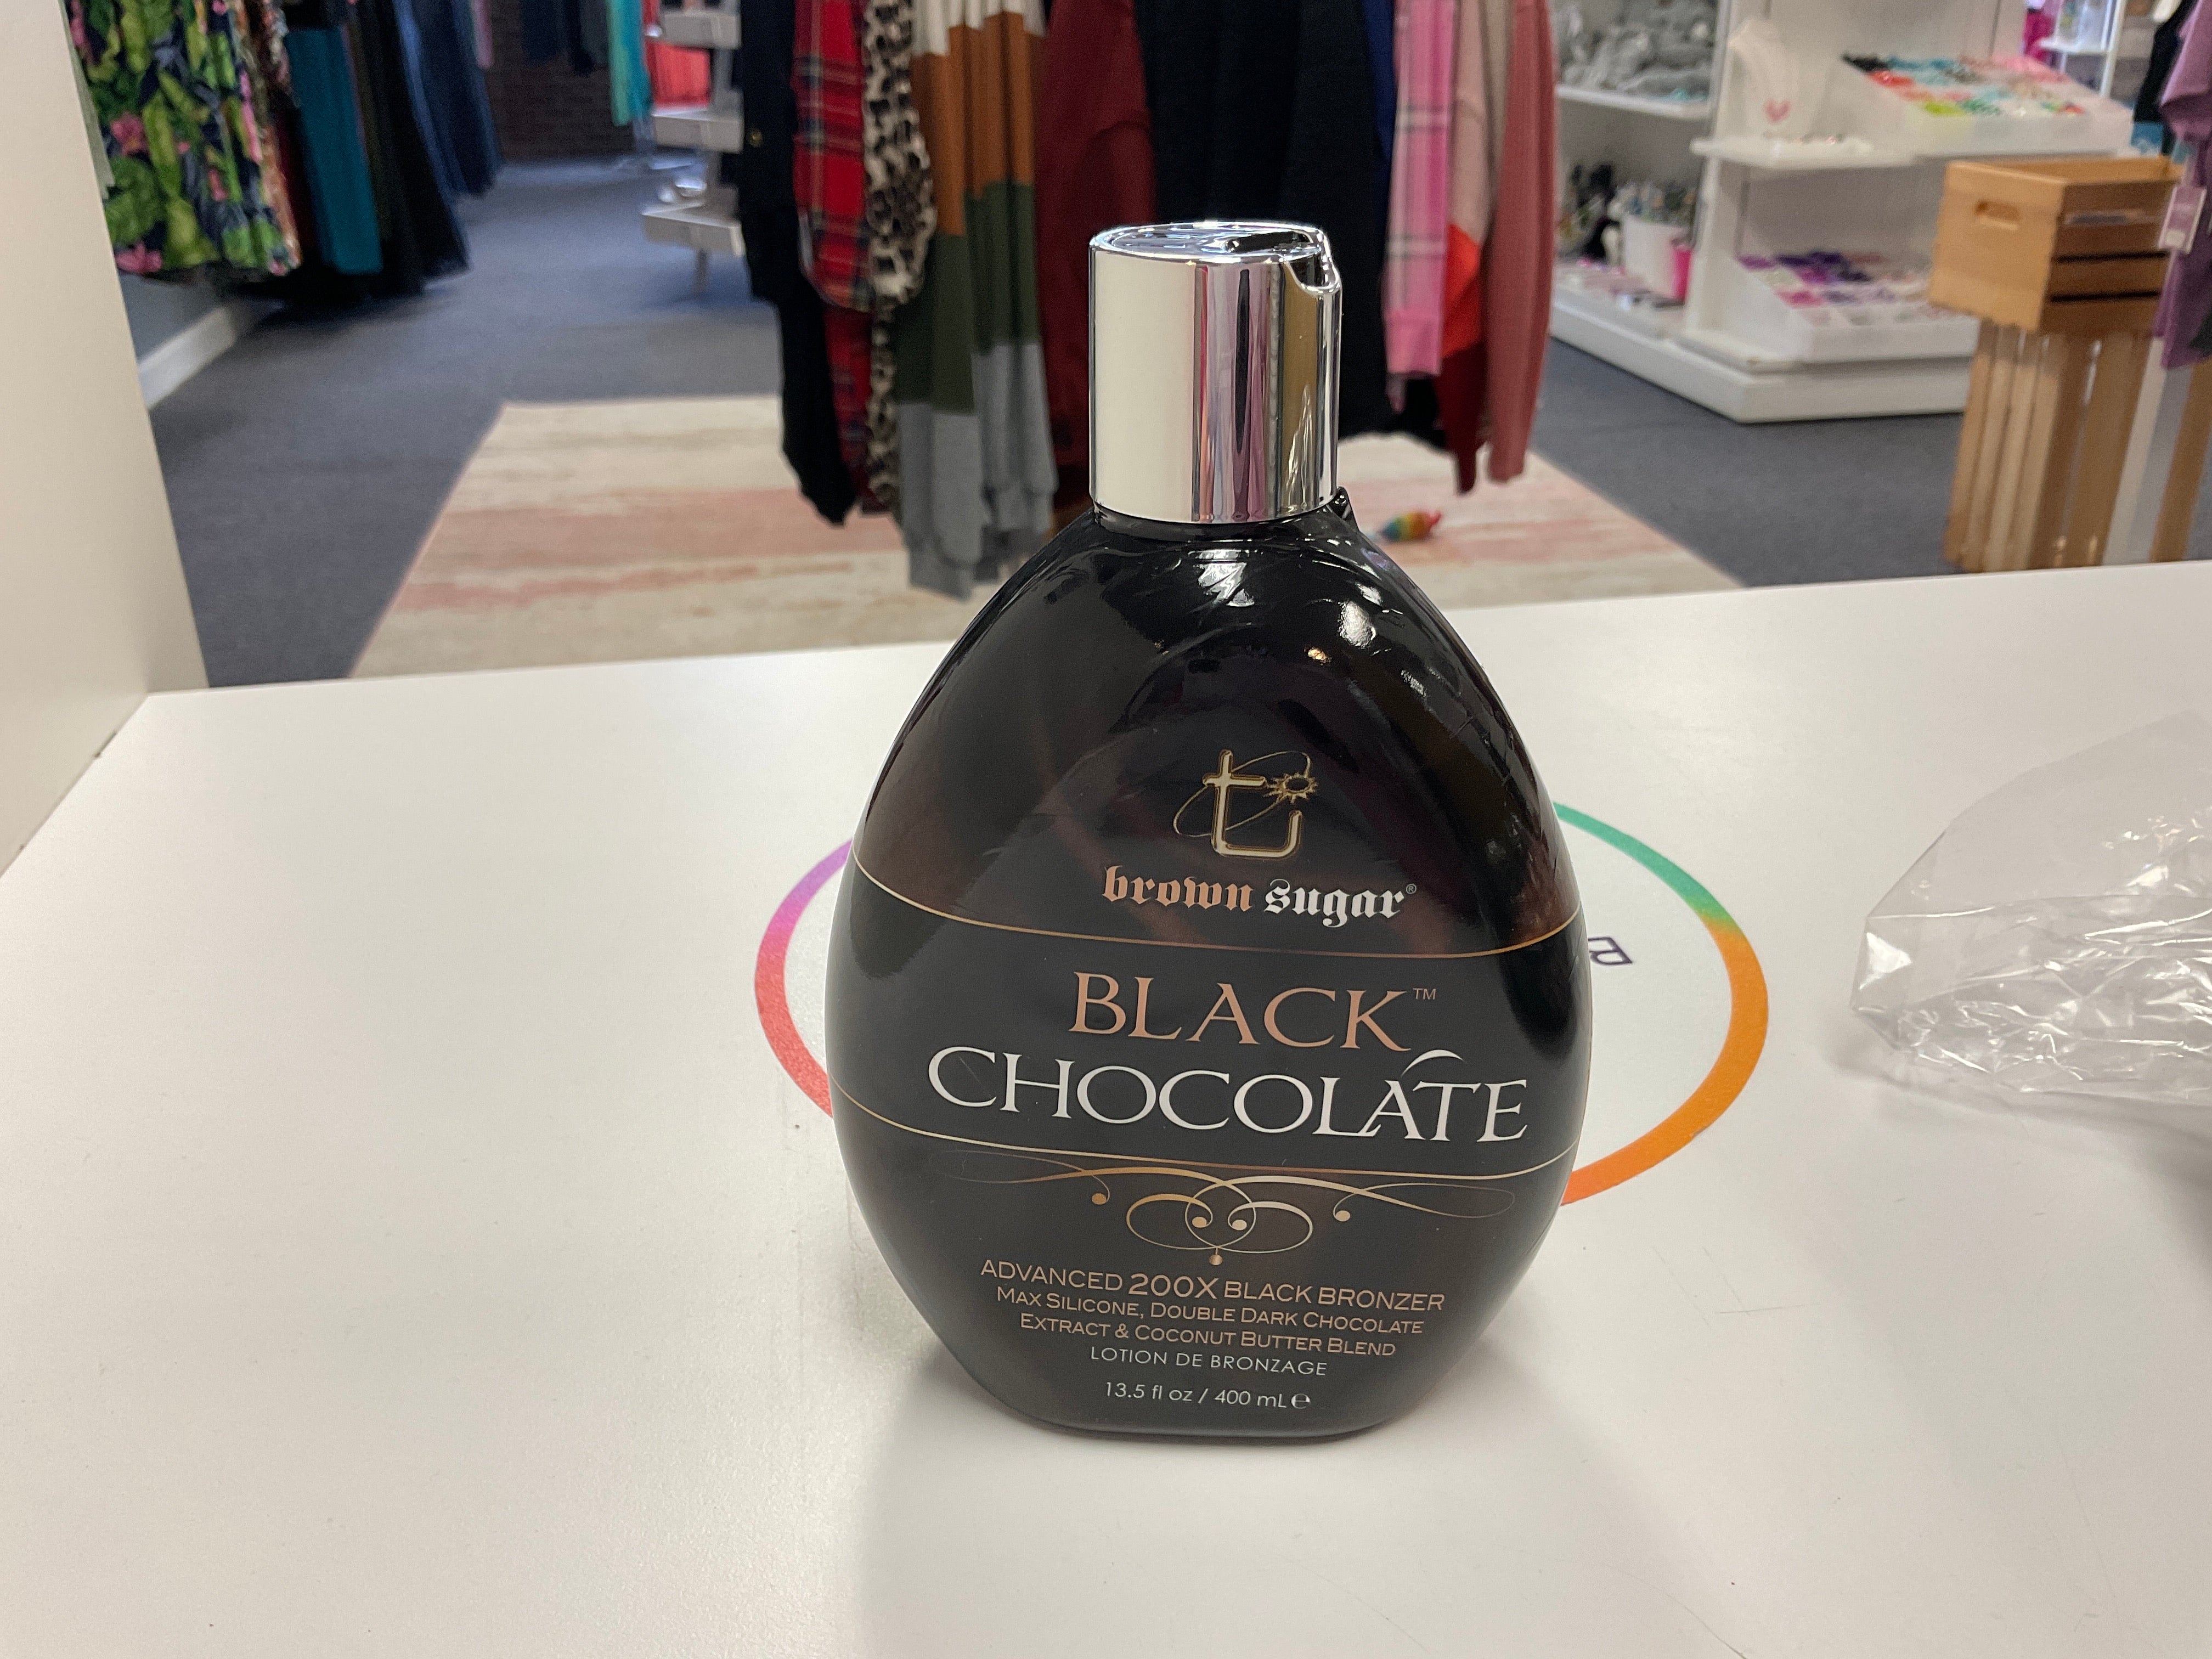 brown sugar®
BLACK™
CHOCOLATE
ADVANCED 200X BLACK BRONZER
MAX SILICONE, DOUBLE DARK CHOCOLATE
EXTRACT & COCONUT BUTTER BLEND
LOTION DE BRONZAGE
13.5 fl oz / 400 mL ℮
R